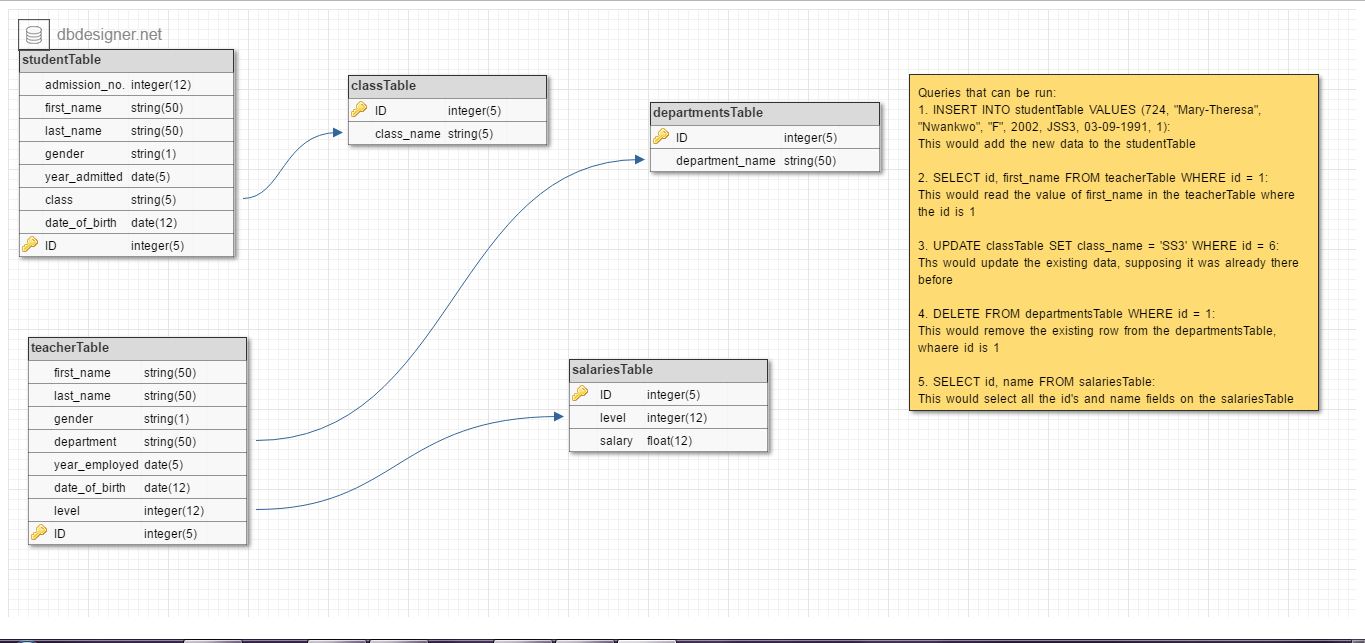 dbdesigner.net
studentTable
admission_no. integer(12)
first_name string(50)
last_name string(50)
gender string(1)
year_admitted date(5)
class string(5)
date_of_birth date(12)
ID integer(5)
classTable
ID integer(5)
class_name string(5)
departmentsTable
ID integer(5)
department_name string(50)
teacherTable
first_name string(50)
last_name string(50)
gender string(1)
department string(50)
year_employed date(5)
date_of_birth date(12)
level integer(12)
ID integer(5)
salariesTable
ID integer(5)
level integer(12)
salary float(12)
Queries that can be run:
1. INSERT INTO studentTable VALUES (724, "Mary-Theresa",
"Nwankwo", "F", 2002, JSS3, 03-09-1991, 1):
This would add the new data to the studentTable
2. SELECT id, first_name FROM teacherTable WHERE id = 1:
This would read the value of first_name in the teacherTable where
the id is 1
3. UPDATE classTable SET class_name = 'SS3' WHERE id = 6:
Ths would update the existing data, supposing it was already there
before
4. DELETE FROM departmentsTable WHERE id = 1:
This would remove the existing row from the departmentsTable,
whaere id is 1
5. SELECT id, name FROM salariesTable:
This would select all the id's and name fields on the salariesTable